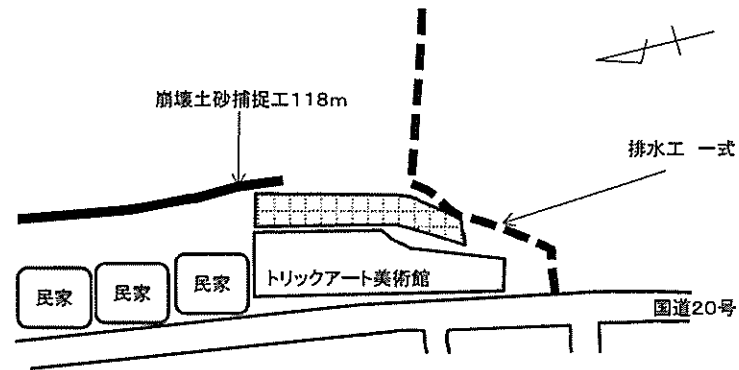 崩壊土砂捕捉工118m
排水工 一式
民家
民家
民家
トリックアート美術館
国道20号